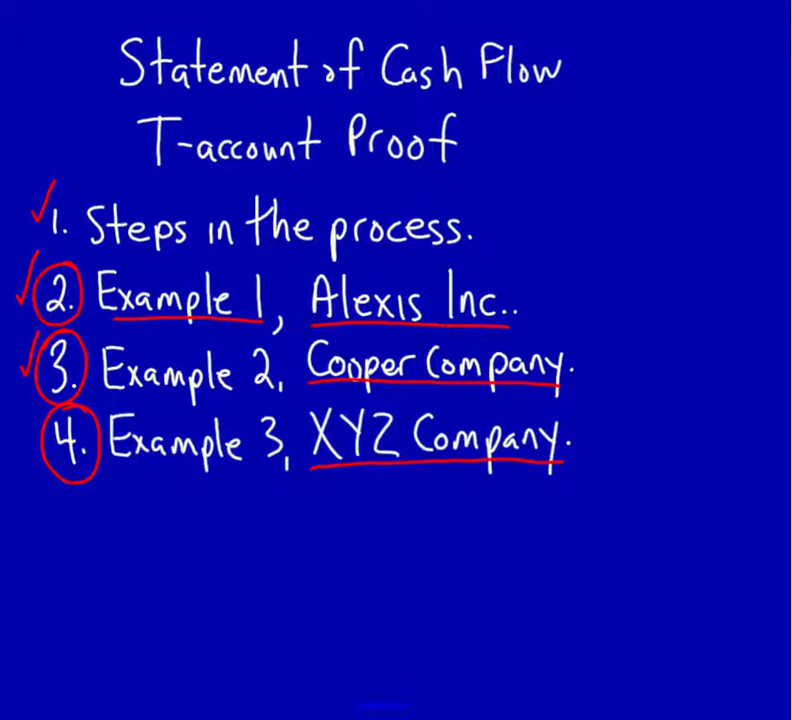 Statement of Cash Flow
T-account Proof
1. Steps in the process.
2. Example 1, Alexis Inc..
3. Example 2, Cooper Company.
4. Example 3, XYZ Company.